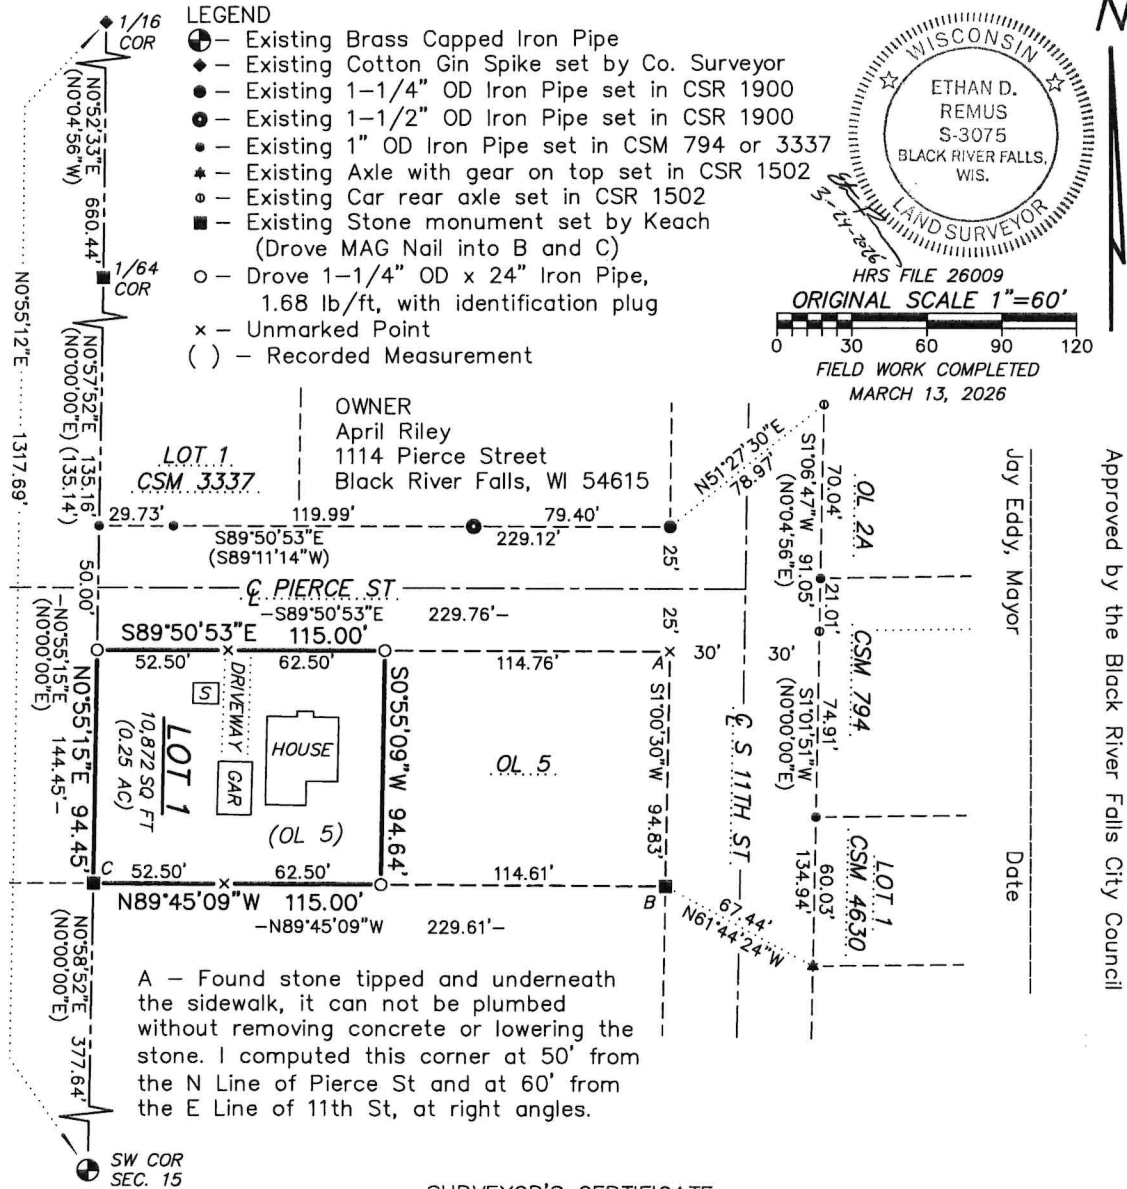 LEGEND
– Existing Brass Capped Iron Pipe
– Existing Cotton Gin Spike set by Co. Surveyor
– Existing 1–1/4" OD Iron Pipe set in CSR 1900
– Existing 1–1/2" OD Iron Pipe set in CSR 1900
– Existing 1" OD Iron Pipe set in CSM 794 or 3337
– Existing Axle with gear on top set in CSR 1502
– Existing Car rear axle set in CSR 1502
– Existing Stone monument set by Keach
(Drove MAG Nail into B and C)
– Drove 1–1/4" OD x 24" Iron Pipe,
1.68 lb/ft, with identification plug
x – Unmarked Point
( ) – Recorded Measurement
1/16
COR
N0°52'33"E 660.44'
(N0°04'56"W)
1/64
COR
N0°55'12"E 1317.69'
N0°57'52"E 135.16'
(N0°00'00"E) (135.14')
WISCONSIN
ETHAN D.
REMUS
S-3075
BLACK RIVER FALLS,
WIS.
LAND SURVEYOR
3-24-2026
N
HRS FILE 26009
ORIGINAL SCALE 1"=60'
0 30 60 90 120
FIELD WORK COMPLETED
MARCH 13, 2026
OWNER
April Riley
1114 Pierce Street
Black River Falls, WI 54615
LOT 1
CSM 3337
29.73' 119.99' 79.40'
S89°50'53"E 229.12'
(S89°11'14"W)
N51°27'30"E
78.97'
S1°06'47"W 91.05'
(N0°04'56"E)
70.04'
21.01'
OL 2A
50.00'
25'
25'
CL PIERCE ST
–S89°50'53"E 229.76'–
S89°50'53"E 115.00'
52.50' 62.50' 114.76'
A
30' 30'
–N0°55'15"E 144.45'–
(N0°00'00"E)
N0°55'15"E 94.45'
S
DRIVEWAY
GAR
HOUSE
LOT 1
10,872 SQ FT
(0.25 AC)
(OL 5)
S0°55'09"W 94.64'
OL 5
S1°00'30"W 94.83'
CL S 11TH ST
S1°01'51"W
(N0°00'00"E)
74.91'
CSM 794
134.94'
60.03'
LOT 1
CSM 4630
C
52.50' 62.50' 114.61'
N89°45'09"W 115.00'
–N89°45'09"W 229.61'–
B
67.44'
N61°44'24"W
N0°58'52"E 377.64'
(N0°00'00"E)
A – Found stone tipped and underneath
the sidewalk, it can not be plumbed
without removing concrete or lowering the
stone. I computed this corner at 50' from
the N Line of Pierce St and at 60' from
the E Line of 11th St, at right angles.
SW COR
SEC. 15
Approved by the Black River Falls City Council
Jay Eddy, Mayor
Date
SURVEYOR'S CERTIFICATE